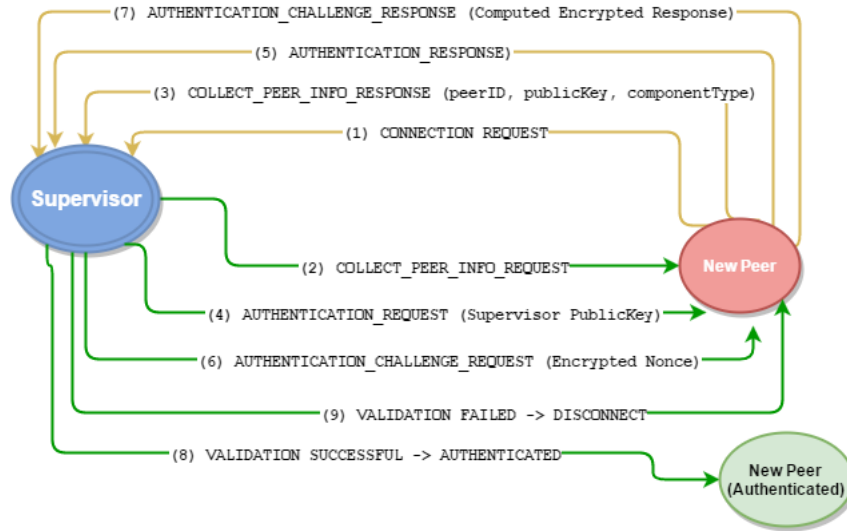 (7) AUTHENTICATION_CHALLENGE_RESPONSE (Computed Encrypted Response)
(5) AUTHENTICATION_RESPONSE)
(3) COLLECT_PEER_INFO_RESPONSE (peerID, publicKey, componentType)
(1) CONNECTION REQUEST
Supervisor
New Peer
(2) COLLECT_PEER_INFO_REQUEST
(4) AUTHENTICATION_REQUEST (Supervisor PublicKey)
(6) AUTHENTICATION_CHALLENGE_REQUEST (Encrypted Nonce)
(9) VALIDATION FAILED -> DISCONNECT
(8) VALIDATION SUCCESSFUL -> AUTHENTICATED
New Peer
(Authenticated)